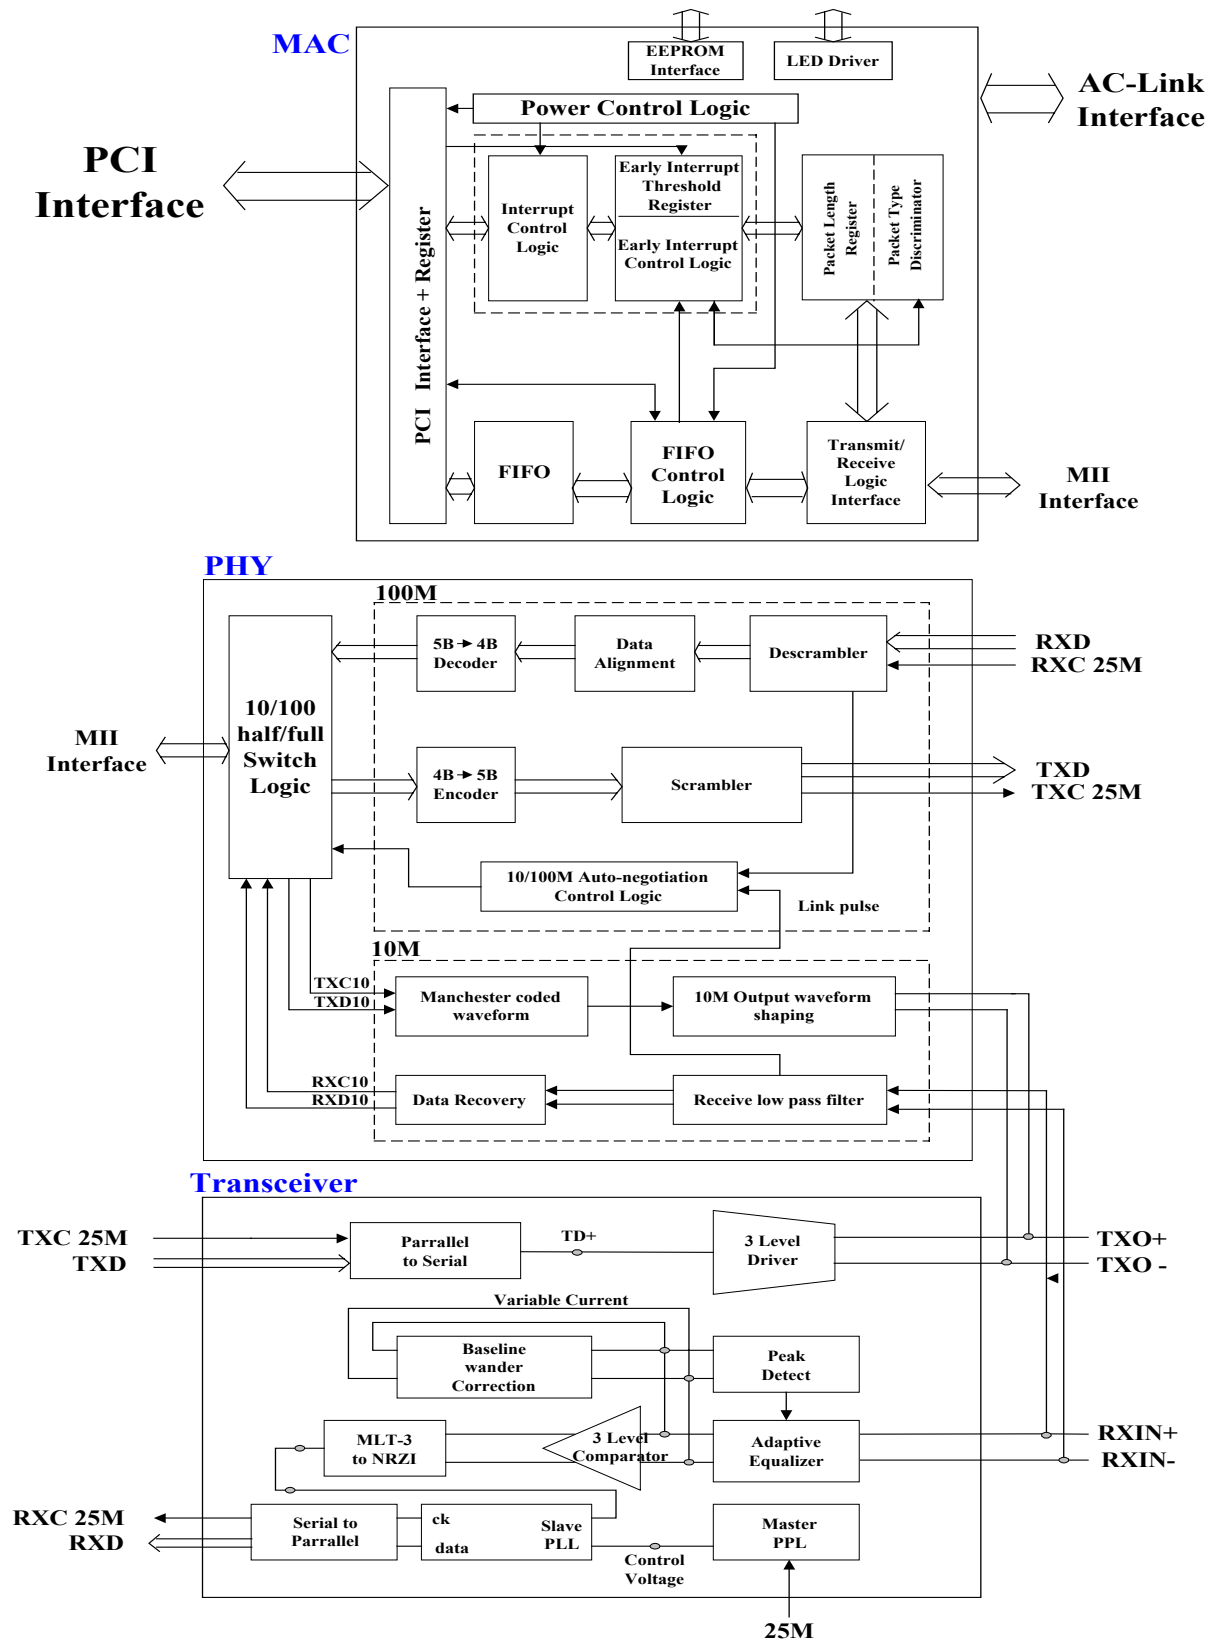 MAC
EEPROM
Interface
LED Driver
AC-Link
Interface
Power Control Logic
PCI
Interface
PCI Interface + Register
Interrupt
Control
Logic
Early Interrupt
Threshold
Register
Early Interrupt
Control Logic
Packet Length
Register
Packet Type
Discriminator
FIFO
FIFO
Control
Logic
Transmit/
Receive
Logic
Interface
MII
Interface
PHY
100M
5B → 4B
Decoder
Data
Alignment
Descrambler
RXD
RXC 25M
10/100
half/full
Switch
Logic
MII
Interface
4B → 5B
Encoder
Scrambler
TXD
TXC 25M
10/100M Auto-negotiation
Control Logic
Link pulse
10M
TXC10
TXD10
Manchester coded
waveform
10M Output waveform
shaping
RXC10
RXD10
Data Recovery
Receive low pass filter
Transceiver
TXC 25M
TXD
Parrallel
to Serial
TD+
3 Level
Driver
TXO+
TXO -
Variable Current
Baseline
wander
Correction
Peak
Detect
MLT-3
to NRZI
3 Level
Comparator
Adaptive
Equalizer
RXIN+
RXIN-
RXC 25M
RXD
Serial to
Parrallel
ck
data
Slave
PLL
Control
Voltage
Master
PPL
25M